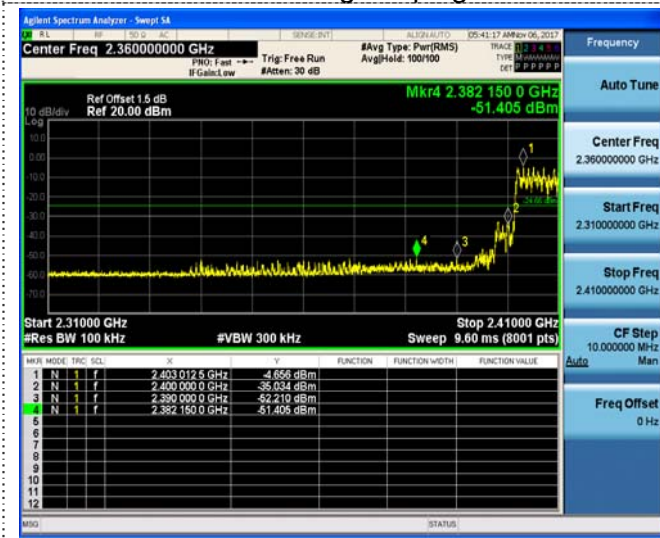 Agilent Spectrum Analyzer - Swept SA
RL RF 50 Ω AC SENSE:INT ALIGN AUTO 05:41:17 AM Nov 06, 2017
Center Freq 2.360000000 GHz
PNO: Fast
IFGain:Low
Trig: Free Run
#Atten: 30 dB
#Avg Type: Pwr(RMS)
Avg|Hold: 100/100
TRACE 1 2 3 4 5 6
TYPE
DET P P P P P P
Ref Offset 1.5 dB
10 dB/div Ref 20.00 dBm
Log
Mkr4 2.382 150 0 GHz
-51.405 dBm
10.0
0.00
-10.0
-20.0
-30.0
-40.0
-50.0
-60.0
-70.0
1
2
3
4
Start 2.31000 GHz Stop 2.41000 GHz
#Res BW 100 kHz #VBW 300 kHz Sweep 9.60 ms (8001 pts)
MKR MODE TRC SCL X Y FUNCTION FUNCTION WIDTH FUNCTION VALUE
1 N 1 f 2.403 012 5 GHz -4.656 dBm
2 N 1 f 2.400 000 0 GHz -35.034 dBm
3 N 1 f 2.390 000 0 GHz -52.210 dBm
4 N 1 f 2.382 150 0 GHz -51.405 dBm
5
6
7
8
9
10
11
12
MSG STATUS
Frequency
Auto Tune
Center Freq
2.360000000 GHz
Start Freq
2.310000000 GHz
Stop Freq
2.410000000 GHz
CF Step
10.000000 MHz
Auto Man
Freq Offset
0 Hz